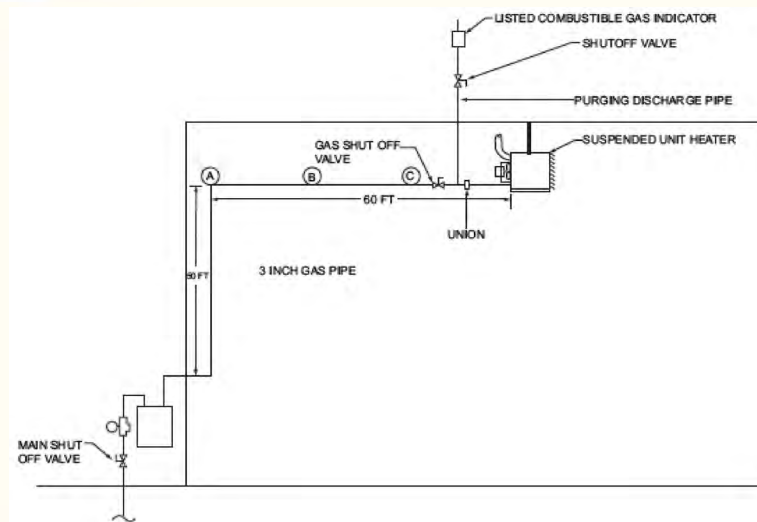 LISTED COMBUSTIBLE GAS INDICATOR
SHUTOFF VALVE
PURGING DISCHARGE PIPE
GAS SHUT OFF
VALVE
SUSPENDED UNIT HEATER
A
B
C
60 FT
UNION
FT
3 INCH GAS PIPE
MAIN SHUT
OFF VALVE